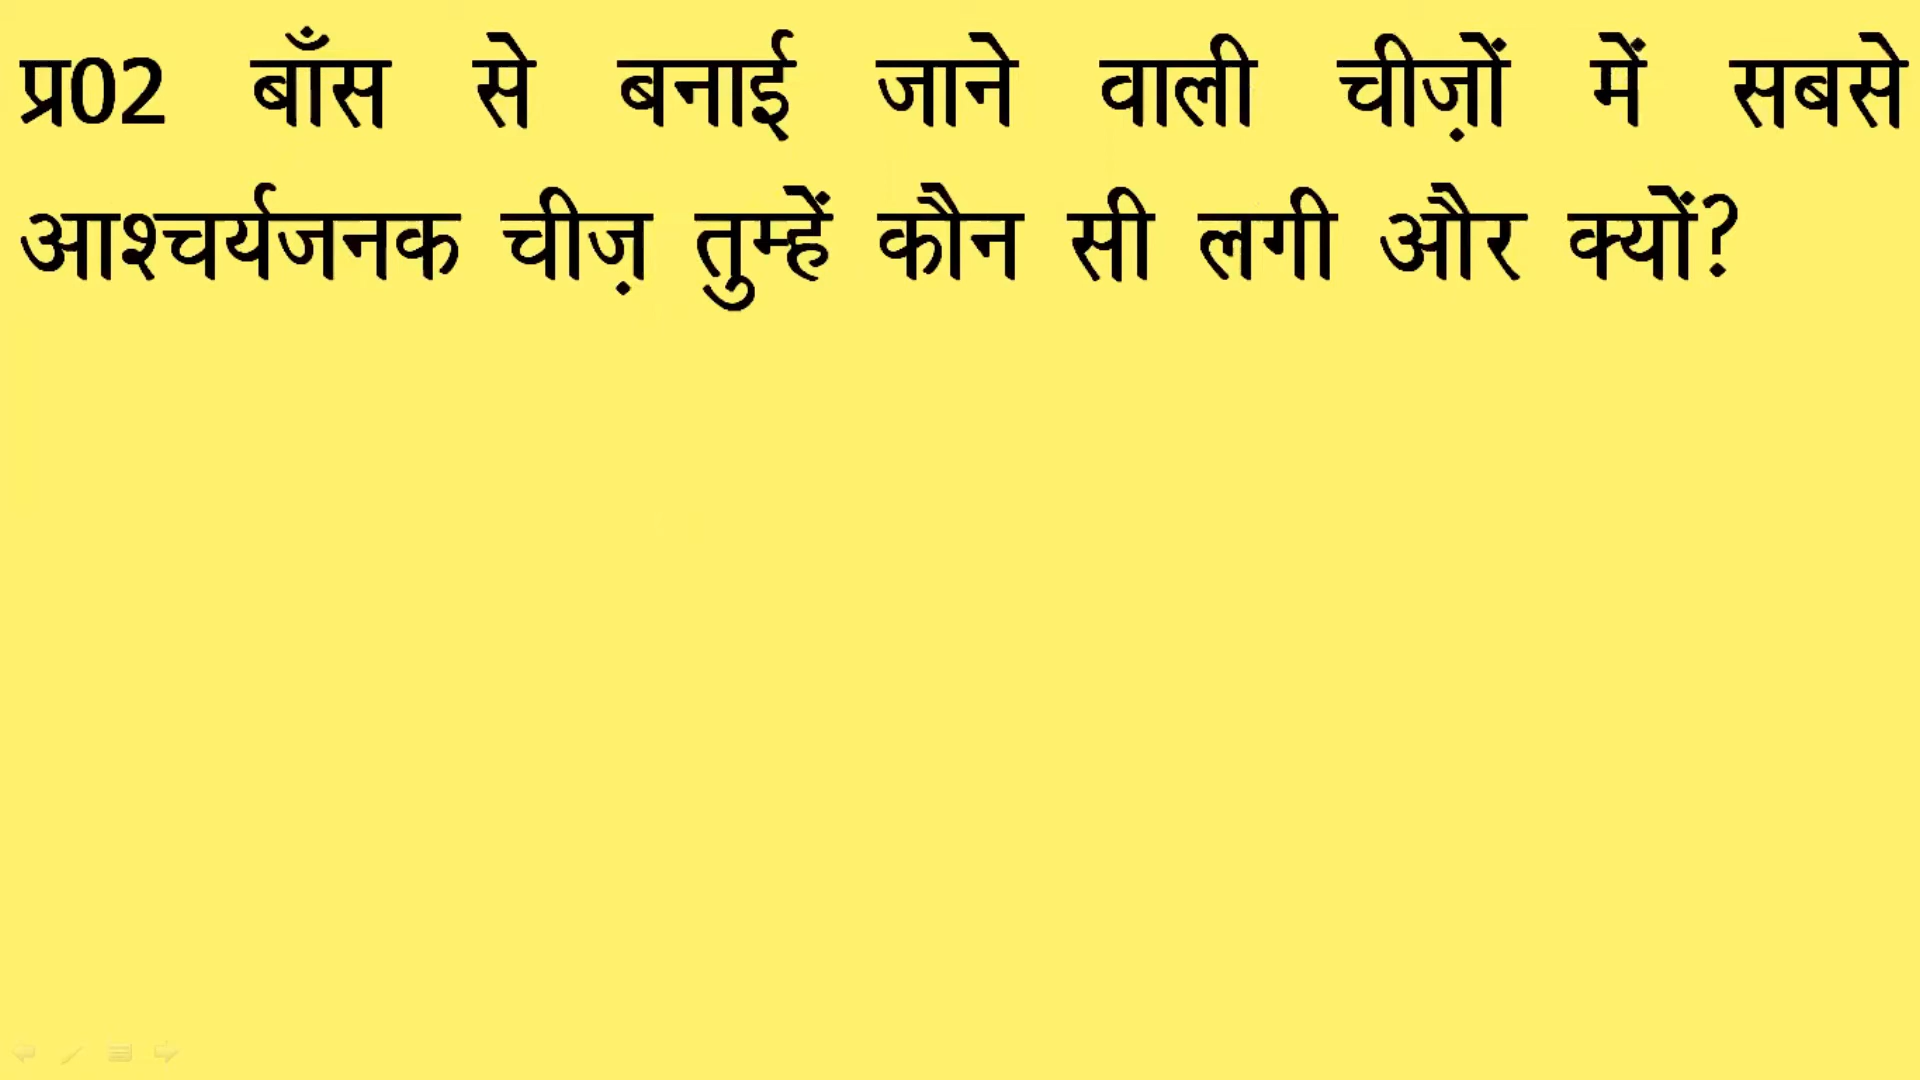 प्र02 बाँस से बनाई जाने वाली चीज़ों में सबसे
आश्चर्यजनक चीज़ तुम्हें कौन सी लगी और क्यों?